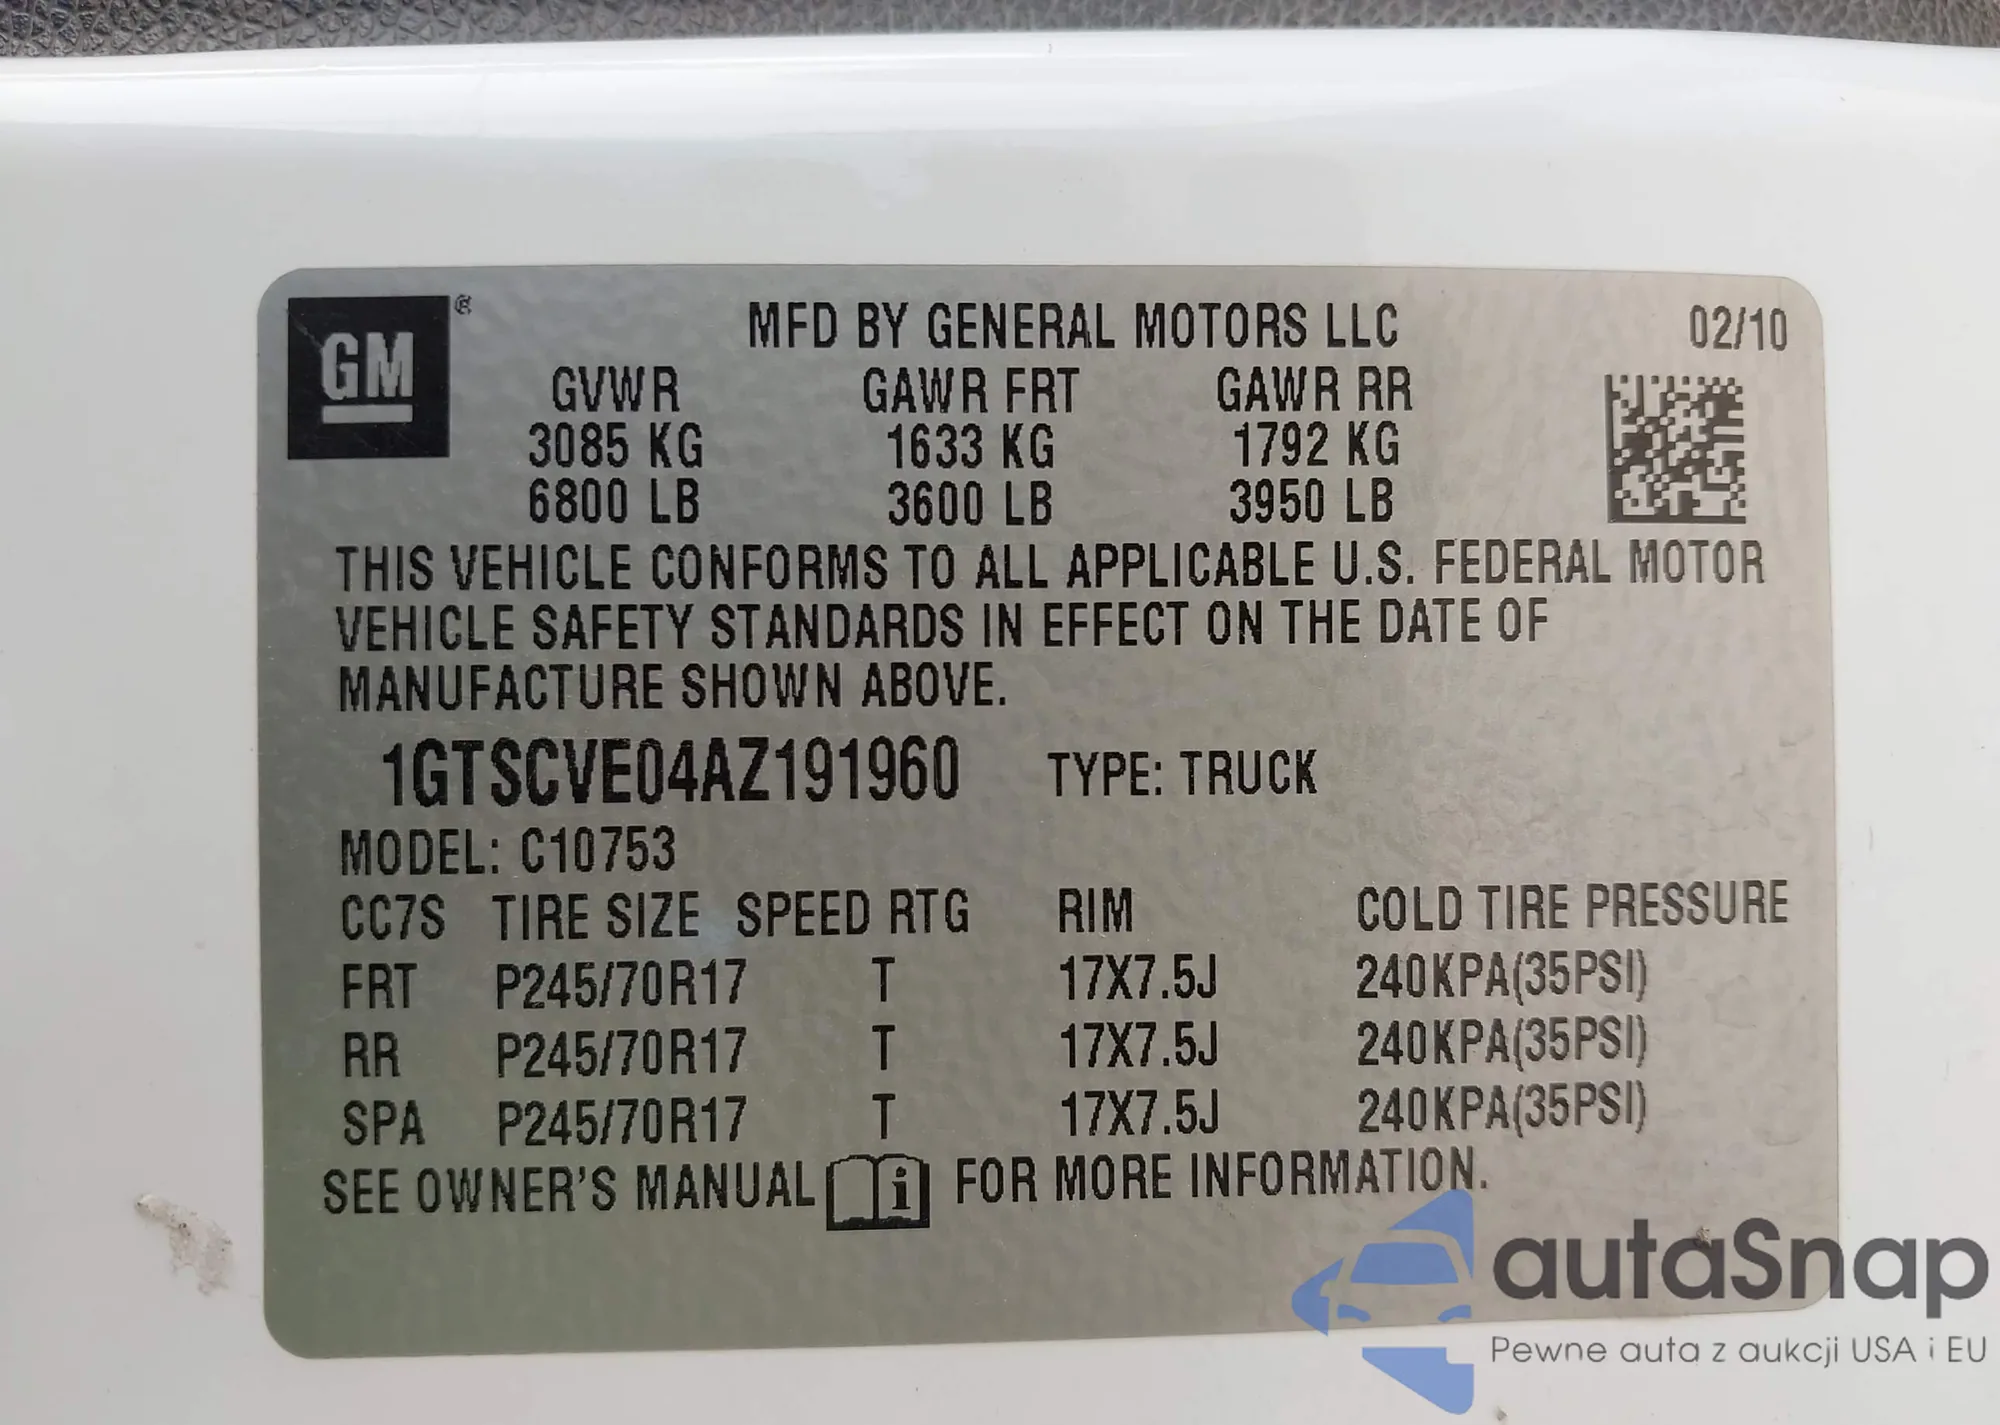 GM ®
MFD BY GENERAL MOTORS LLC 02/10
GVWR GAWR FRT GAWR RR
3085 KG 1633 KG 1792 KG
6800 LB 3600 LB 3950 LB
THIS VEHICLE CONFORMS TO ALL APPLICABLE U.S. FEDERAL MOTOR
VEHICLE SAFETY STANDARDS IN EFFECT ON THE DATE OF
MANUFACTURE SHOWN ABOVE.
1GTSCVE04AZ191960 TYPE: TRUCK
MODEL: C10753
CC7S TIRE SIZE SPEED RTG RIM COLD TIRE PRESSURE
FRT P245/70R17 T 17X7.5J 240KPA(35PSI)
RR P245/70R17 T 17X7.5J 240KPA(35PSI)
SPA P245/70R17 T 17X7.5J 240KPA(35PSI)
SEE OWNER'S MANUAL i FOR MORE INFORMATION.
autaSnap
Pewne auta z aukcji USA i EU